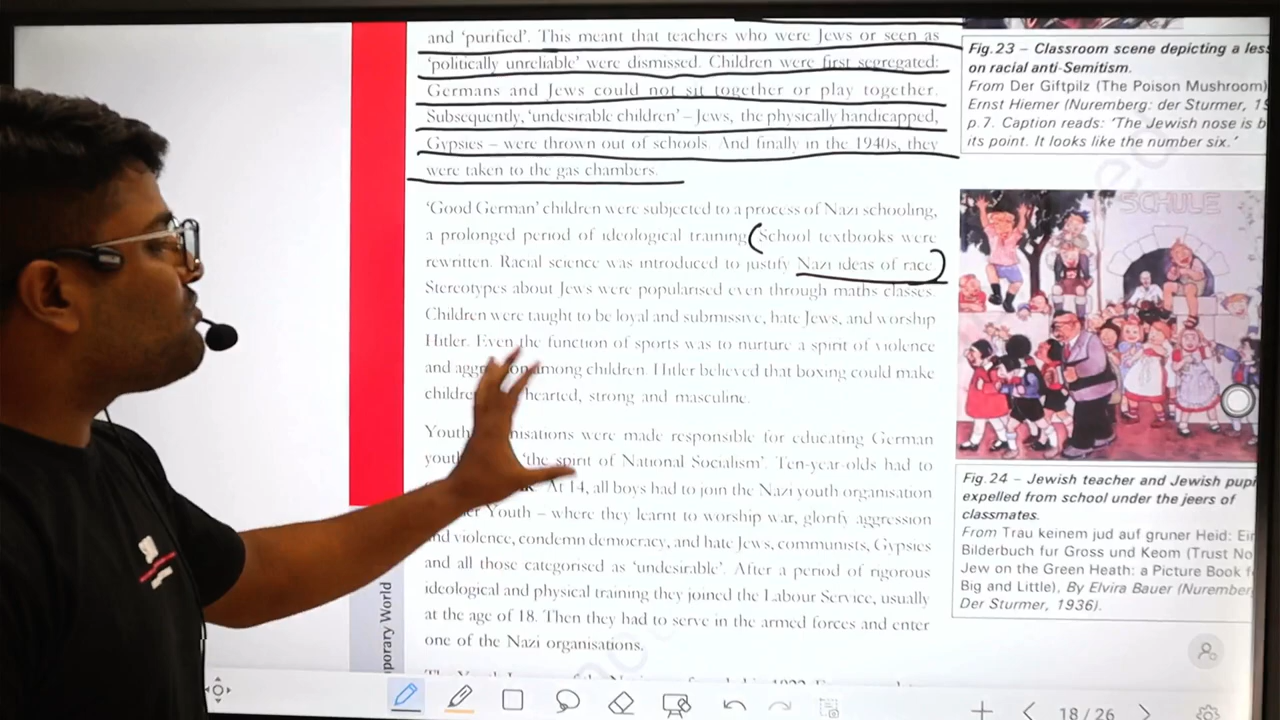 and ‘purified’. This meant that teachers who were Jews or seen as
‘politically unreliable’ were dismissed. Children were first segregated:
Germans and Jews could not sit together or play together.
Subsequently, ‘undesirable children’ – Jews, the physically handicapped,
Gypsies – were thrown out of schools. And finally in the 1940s, they
were taken to the gas chambers.
‘Good German’ children were subjected to a process of Nazi schooling,
a prolonged period of ideological training. School textbooks were
rewritten. Racial science was introduced to justify Nazi ideas of race.
Stereotypes about Jews were popularised even through maths classes.
Children were taught to be loyal and submissive, hate Jews, and worship
Hitler. Even the function of sports was to nurture a spirit of violence
and among children. Hitler believed that boxing could make
hearted, strong and masculine.
Youth were made responsible for educating German
‘the spirit of National Socialism’. Ten-year-olds had to
At 14, all boys had to join the Nazi youth organisation
Youth – where they learnt to worship war, glorify aggression
and violence, condemn democracy, and hate Jews, communists, Gypsies
and all those categorised as ‘undesirable’. After a period of rigorous
ideological and physical training they joined the Labour Service, usually
at the age of 18. Then they had to serve in the armed forces and enter
one of the Nazi organisations.
Fig.23 – Classroom scene depicting a les
on racial anti-Semitism.
From Der Giftpilz (The Poison Mushroom)
Ernst Hiemer (Nuremberg: der Sturmer, 19
p.7. Caption reads: ‘The Jewish nose is b
its point. It looks like the number six.’
SCHULE
Fig.24 – Jewish teacher and Jewish pupi
expelled from school under the jeers of
classmates.
From Trau keinem jud auf gruner Heid: Ein
Bilderbuch fur Gross und Keom (Trust No
Jew on the Green Heath: a Picture Book f
Big and Little), By Elvira Bauer (Nuremberg
Der Sturmer, 1936).
porary World
18 / 26